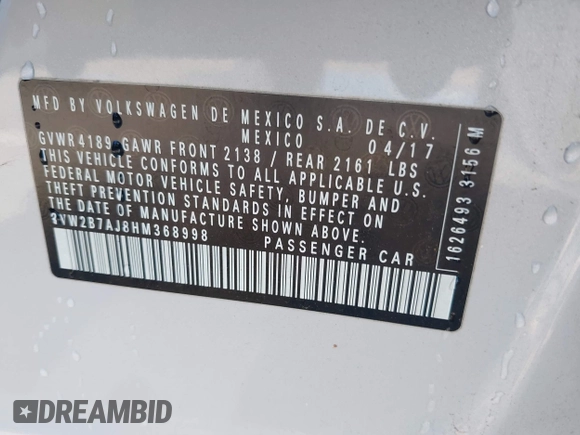 MFD BY VOLKSWAGEN DE MEXICO S.A. DE C.V.
MEXICO 04/17
GVWR 4189 GAWR FRONT 2138 / REAR 2161 LBS
THIS VEHICLE CONFORMS TO ALL APPLICABLE U.S.
FEDERAL MOTOR VEHICLE SAFETY, BUMPER AND
THEFT PREVENTION STANDARDS IN EFFECT ON
THE DATE OF MANUFACTURE SHOWN ABOVE.
3VW2B7AJ8HM368998 PASSENGER CAR
1626493 3156 M
DREAMBID